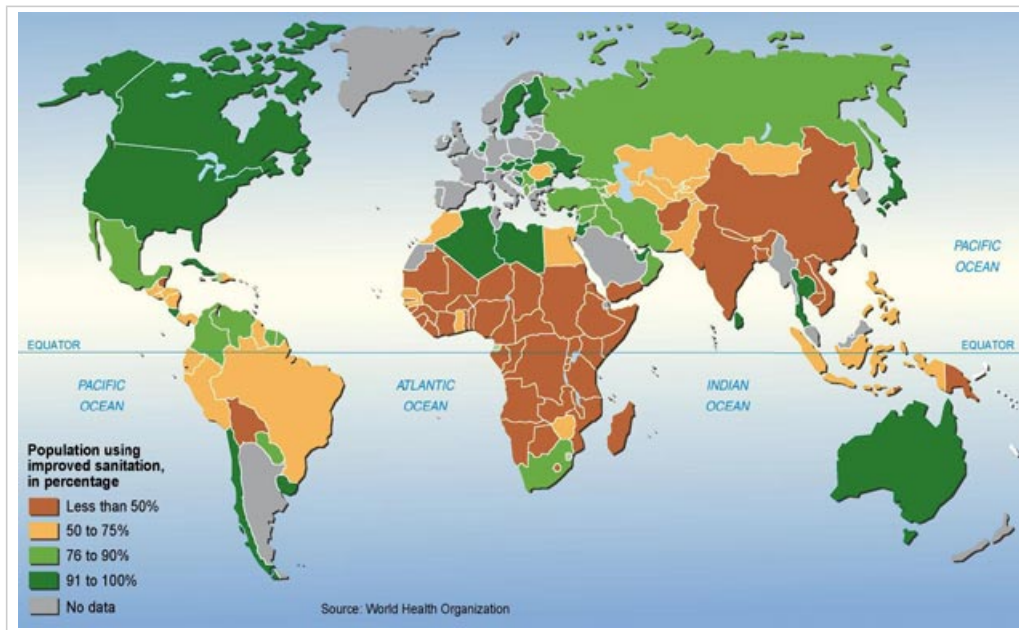 PACIFIC
OCEAN
EQUATOR
EQUATOR
PACIFIC
OCEAN
ATLANTIC
OCEAN
INDIAN
OCEAN
Population using
improved sanitation,
in percentage
Less than 50%
50 to 75%
76 to 90%
91 to 100%
No data
Source: World Health Organization